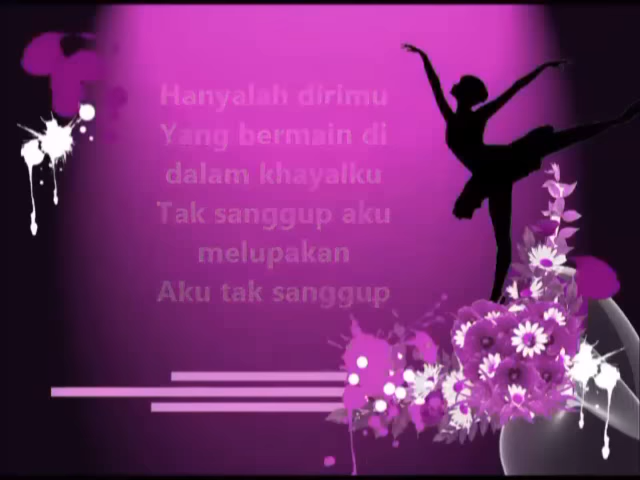 Hanyalah dirimu
Yang bermain di
dalam khayalku
Tak sanggup aku
melupakan
Aku tak sanggup